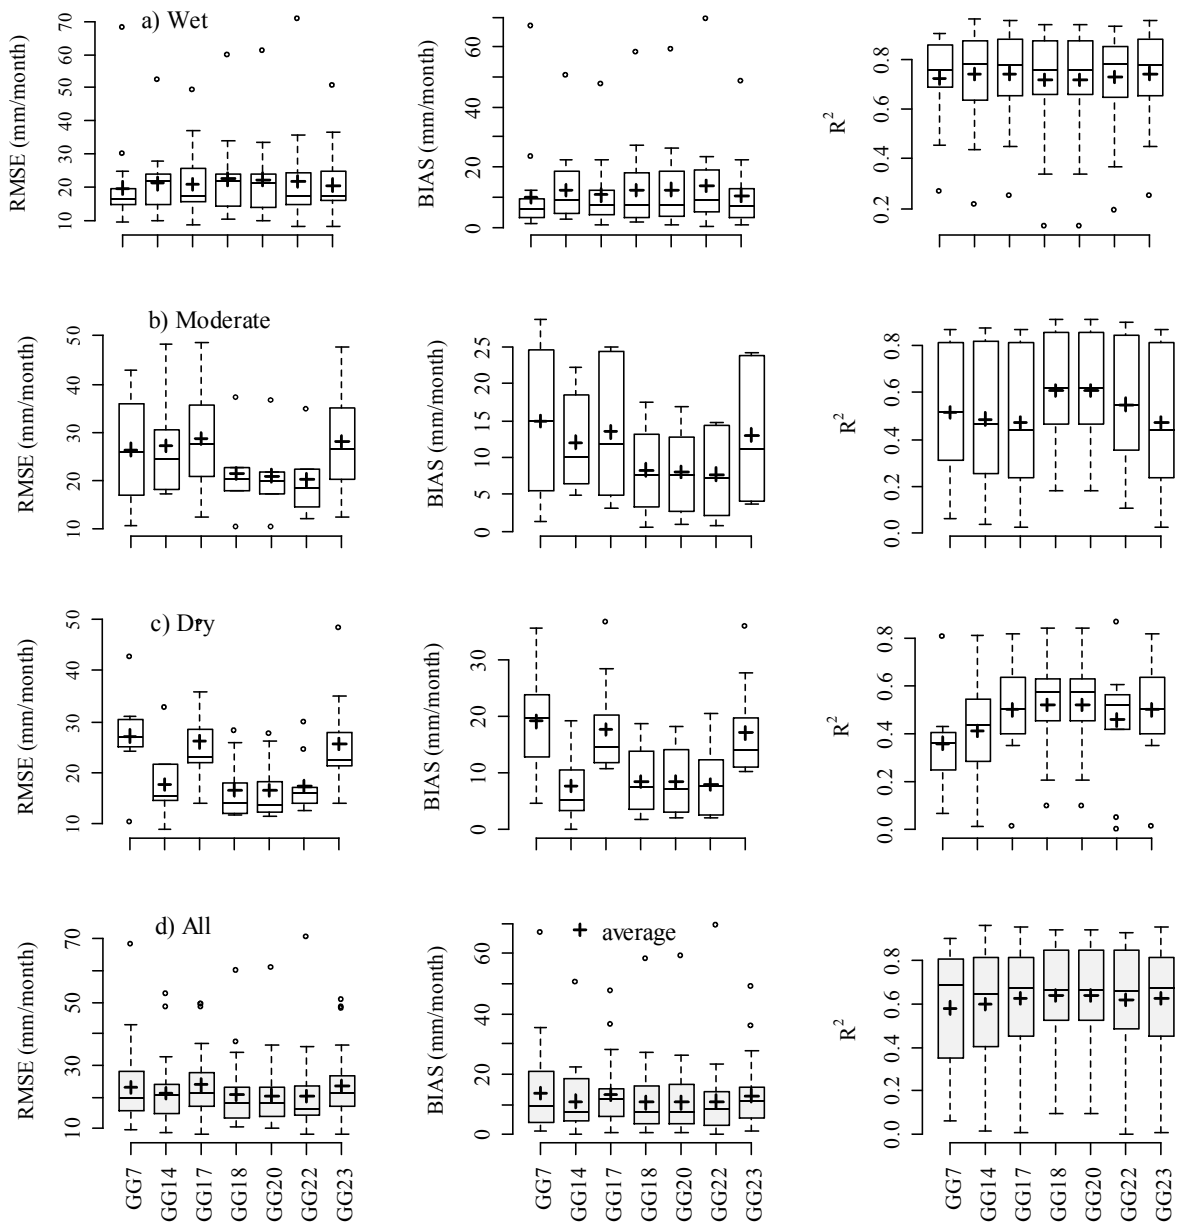 a) Wet
RMSE (mm/month)
10 20 30 40 50 60 70
BIAS (mm/month)
0 20 40 60
R2
0.2 0.4 0.6 0.8
b) Moderate
RMSE (mm/month)
10 20 30 40 50
BIAS (mm/month)
0 5 10 15 20 25
R2
0.0 0.2 0.4 0.6 0.8
c) Dry
RMSE (mm/month)
10 20 30 40 50
BIAS (mm/month)
0 10 20 30
R2
0.0 0.2 0.4 0.6 0.8
d) All
RMSE (mm/month)
10 30 50 70
+ average
BIAS (mm/month)
0 20 40 60
R2
0.0 0.2 0.4 0.6 0.8
GG7 GG14 GG17 GG18 GG20 GG22 GG23
GG7 GG14 GG17 GG18 GG20 GG22 GG23
GG7 GG14 GG17 GG18 GG20 GG22 GG23